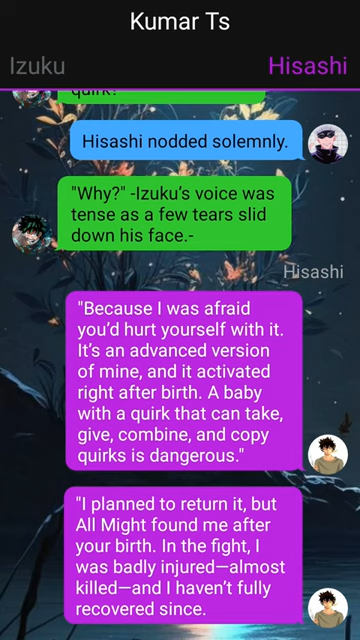 Kumar Ts
Izuku
Hisashi
quirk?
Hisashi nodded solemnly.
"Why?" -Izuku's voice was
tense as a few tears slid
down his face.-
Hisashi
"Because I was afraid
you'd hurt yourself with it.
It's an advanced version
of mine, and it activated
right after birth. A baby
with a quirk that can take,
give, combine, and copy
quirks is dangerous."
"I planned to return it, but
All Might found me after
your birth. In the fight, I
was badly injured—almost
killed—and I haven't fully
recovered since.